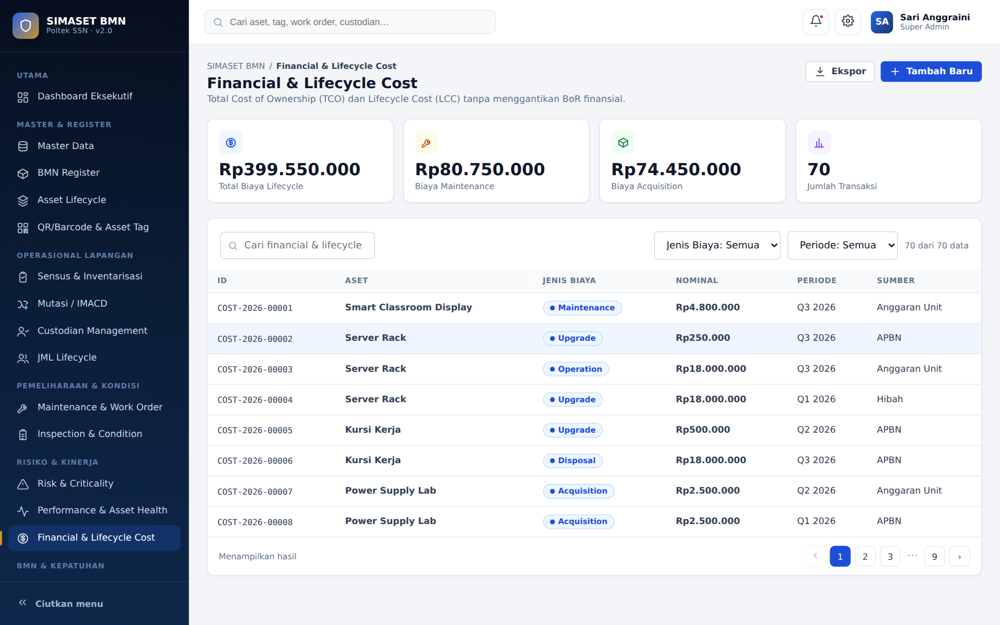 SIMASET BMN
Poltek SSN · v2.0
UTAMA
Dashboard Eksekutif
MASTER & REGISTER
Master Data
BMN Register
Asset Lifecycle
QR/Barcode & Asset Tag
OPERASIONAL LAPANGAN
Sensus & Inventarisasi
Mutasi / IMACD
Custodian Management
JML Lifecycle
PEMELIHARAAN & KONDISI
Maintenance & Work Order
Inspection & Condition
RISIKO & KINERJA
Risk & Criticality
Performance & Asset Health
Financial & Lifecycle Cost
BMN & KEPATUHAN
Ciutkan menu
Cari aset, tag, work order, custodian…
SA
Sari Anggraini
Super Admin
SIMASET BMN / Financial & Lifecycle Cost
Financial & Lifecycle Cost
Total Cost of Ownership (TCO) dan Lifecycle Cost (LCC) tanpa menggantikan BoR finansial.
Ekspor
Tambah Baru
Rp399.550.000
Total Biaya Lifecycle
Rp80.750.000
Biaya Maintenance
Rp74.450.000
Biaya Acquisition
70
Jumlah Transaksi
Cari financial & lifecycle
Jenis Biaya: Semua
Periode: Semua
70 dari 70 data
ID ASET JENIS BIAYA NOMINAL PERIODE SUMBER
COST-2026-00001 Smart Classroom Display Maintenance Rp4.800.000 Q3 2026 Anggaran Unit
COST-2026-00002 Server Rack Upgrade Rp250.000 Q3 2026 APBN
COST-2026-00003 Server Rack Operation Rp18.000.000 Q3 2026 Anggaran Unit
COST-2026-00004 Server Rack Upgrade Rp18.000.000 Q1 2026 Hibah
COST-2026-00005 Kursi Kerja Upgrade Rp500.000 Q2 2026 APBN
COST-2026-00006 Kursi Kerja Disposal Rp18.000.000 Q3 2026 APBN
COST-2026-00007 Power Supply Lab Acquisition Rp2.500.000 Q2 2026 Anggaran Unit
COST-2026-00008 Power Supply Lab Acquisition Rp2.500.000 Q1 2026 APBN
Menampilkan hasil
‹ 1 2 3 ··· 9 ›